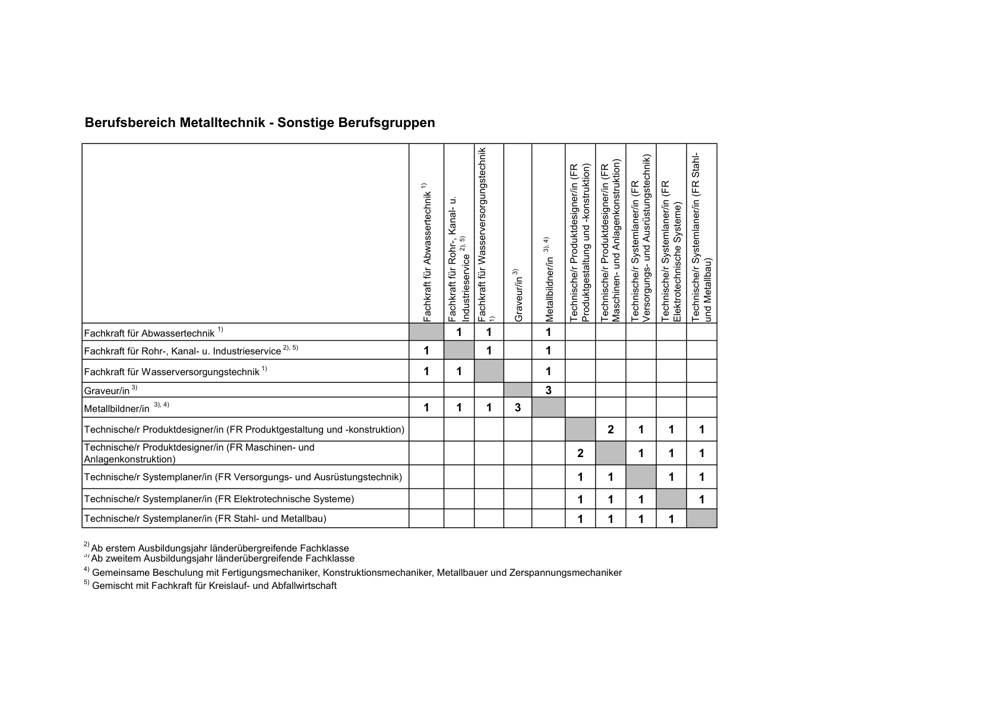 Berufsbereich Metalltechnik - Sonstige Berufsgruppen
Fachkraft für Abwassertechnik 1)
Fachkraft für Rohr-, Kanal- u.
Industrieservice 2), 5)
Fachkraft für Wasserversorgungstechnik
1)
Graveur/in 3)
Metallbildner/in 3), 4)
Technische/r Produktdesigner/in (FR
Produktgestaltung und -konstruktion)
Technische/r Produktdesigner/in (FR
Maschinen- und Anlagenkonstruktion)
Technische/r Systemlaner/in (FR
Versorgungs- und Ausrüstungstechnik)
Technische/r Systemlaner/in (FR
Elektrotechnische Systeme)
Technische/r Systemlaner/in (FR Stahl-
und Metallbau)
Fachkraft für Abwassertechnik 1) 1 1 1
Fachkraft für Rohr-, Kanal- u. Industrieservice 2), 5) 1 1 1
Fachkraft für Wasserversorgungstechnik 1) 1 1 1
Graveur/in 3) 3
Metallbildner/in 3), 4) 1 1 1 3
Technische/r Produktdesigner/in (FR Produktgestaltung und -konstruktion) 2 1 1 1
Technische/r Produktdesigner/in (FR Maschinen- und
Anlagenkonstruktion) 2 1 1 1
Technische/r Systemplaner/in (FR Versorgungs- und Ausrüstungstechnik) 1 1 1 1
Technische/r Systemplaner/in (FR Elektrotechnische Systeme) 1 1 1 1
Technische/r Systemplaner/in (FR Stahl- und Metallbau) 1 1 1 1
2) Ab erstem Ausbildungsjahr länderübergreifende Fachklasse
3) Ab zweitem Ausbildungsjahr länderübergreifende Fachklasse
4) Gemeinsame Beschulung mit Fertigungsmechaniker, Konstruktionsmechaniker, Metallbauer und Zerspannungsmechaniker
5) Gemischt mit Fachkraft für Kreislauf- und Abfallwirtschaft